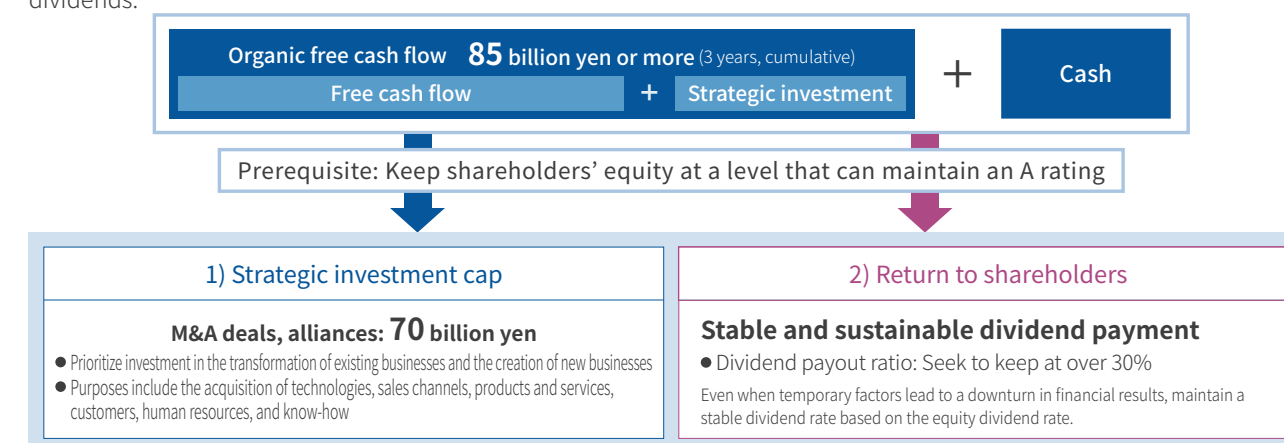 dividends.
Organic free cash flow 85 billion yen or more (3 years, cumulative)
Free cash flow + Strategic investment
+
Cash
Prerequisite: Keep shareholders’ equity at a level that can maintain an A rating
1) Strategic investment cap
M&A deals, alliances: 70 billion yen
● Prioritize investment in the transformation of existing businesses and the creation of new businesses
● Purposes include the acquisition of technologies, sales channels, products and services,
customers, human resources, and know-how
2) Return to shareholders
Stable and sustainable dividend payment
● Dividend payout ratio: Seek to keep at over 30%
Even when temporary factors lead to a downturn in financial results, maintain a
stable dividend rate based on the equity dividend rate.